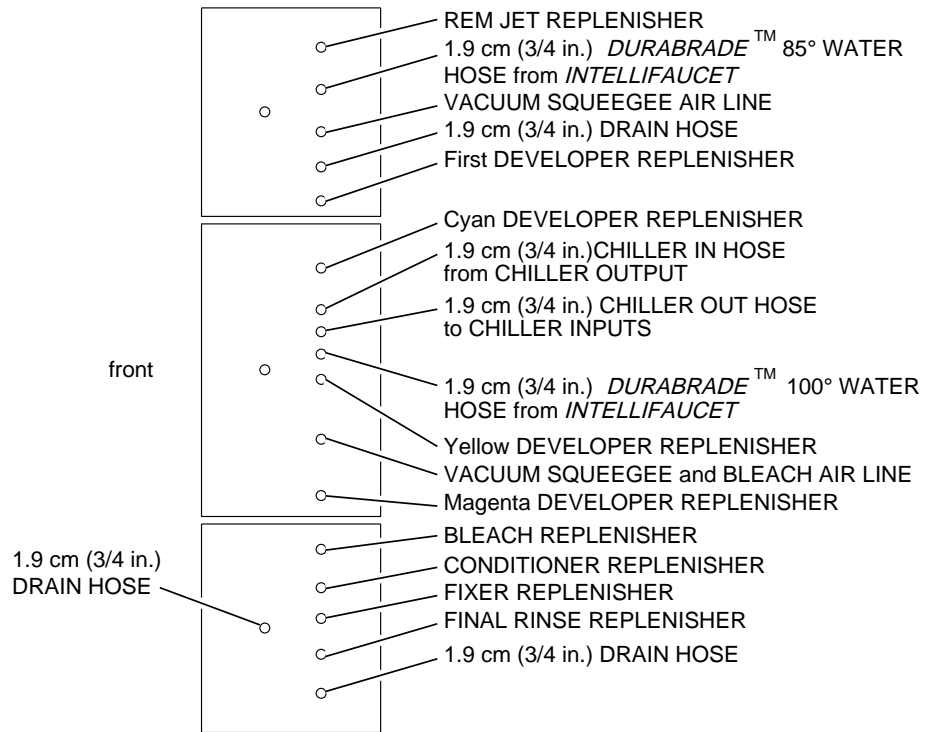 REM JET REPLENISHER
1.9 cm (3/4 in.) DURABRADE TM 85° WATER
HOSE from INTELLIFAUCET
VACUUM SQUEEGEE AIR LINE
1.9 cm (3/4 in.) DRAIN HOSE
First DEVELOPER REPLENISHER
Cyan DEVELOPER REPLENISHER
1.9 cm (3/4 in.)CHILLER IN HOSE
from CHILLER OUTPUT
1.9 cm (3/4 in.) CHILLER OUT HOSE
to CHILLER INPUTS
front
1.9 cm (3/4 in.) DURABRADE TM 100° WATER
HOSE from INTELLIFAUCET
Yellow DEVELOPER REPLENISHER
VACUUM SQUEEGEE and BLEACH AIR LINE
Magenta DEVELOPER REPLENISHER
BLEACH REPLENISHER
1.9 cm (3/4 in.)
DRAIN HOSE
CONDITIONER REPLENISHER
FIXER REPLENISHER
FINAL RINSE REPLENISHER
1.9 cm (3/4 in.) DRAIN HOSE